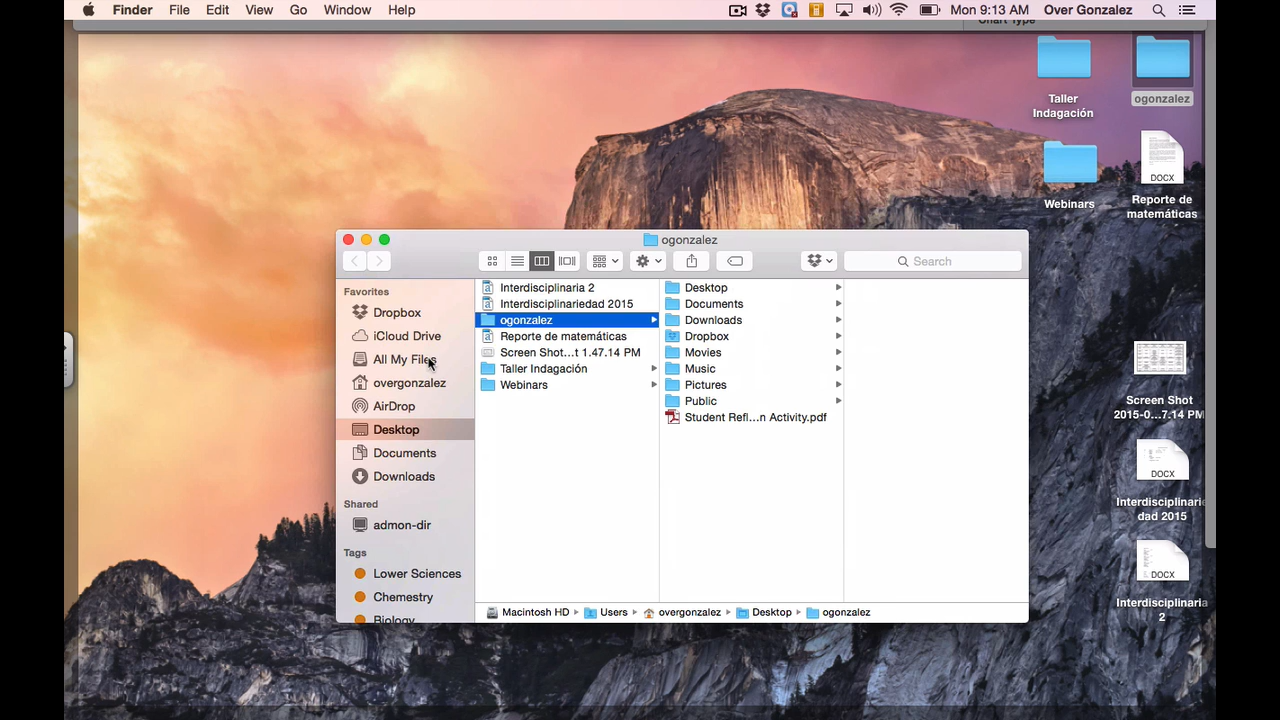 Finder File Edit View Go Window Help Mon 9:13 AM Over Gonzalez
Chart Type
Taller
Indagación
ogonzalez
Webinars
DOCX
Reporte de
matemáticas
Screen Shot
2015-0...7.14 PM
DOCX
Interdisciplinarie
dad 2015
DOCX
Interdisciplinaria
2
ogonzalez
Search
Favorites
Dropbox
iCloud Drive
All My Files
overgonzalez
AirDrop
Desktop
Documents
Downloads
Shared
admon-dir
Tags
Lower Sciences
Chemestry
Biology
Interdisciplinaria 2
Interdisciplinariedad 2015
ogonzalez
Reporte de matemáticas
Screen Shot...t 1.47.14 PM
Taller Indagación
Webinars
Desktop
Documents
Downloads
Dropbox
Movies
Music
Pictures
Public
Student Refl...n Activity.pdf
Macintosh HD Users overgonzalez Desktop ogonzalez